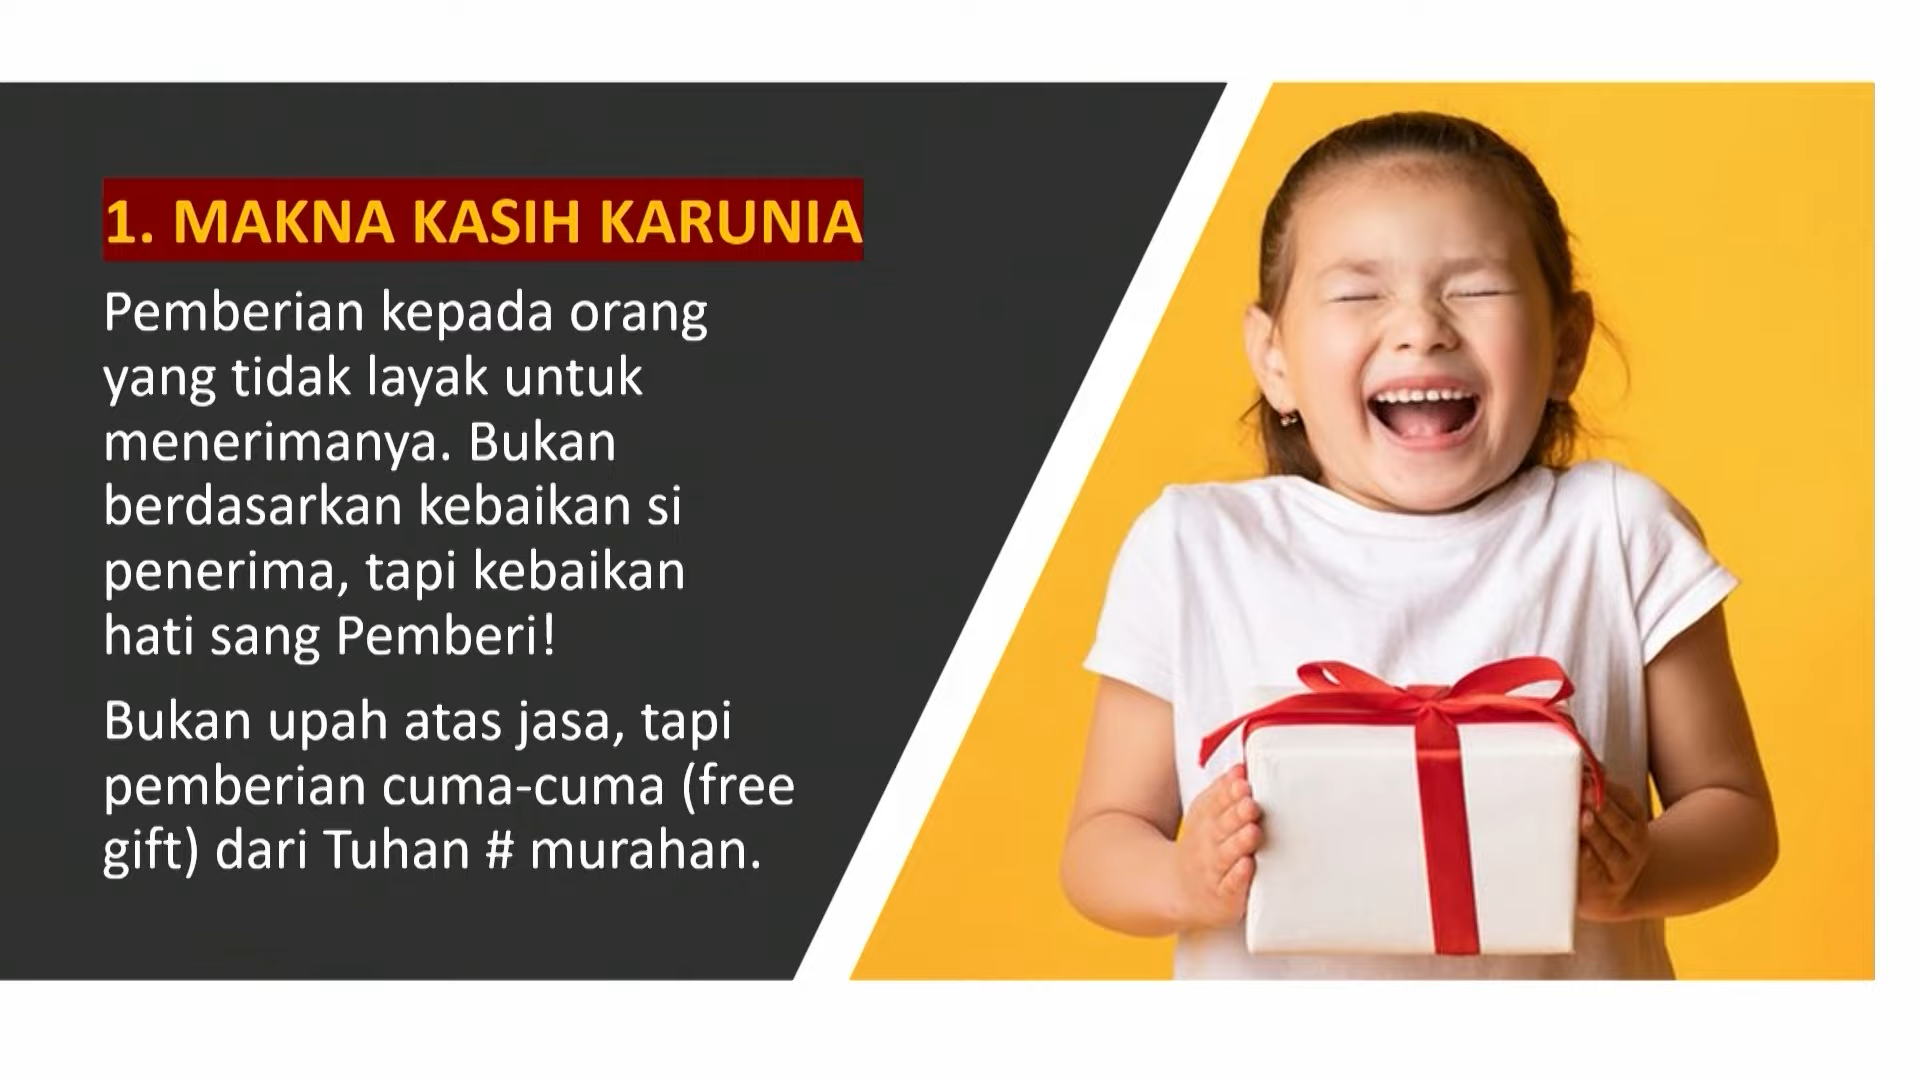 1. MAKNA KASIH KARUNIA
Pemberian kepada orang
yang tidak layak untuk
menerimanya. Bukan
berdasarkan kebaikan si
penerima, tapi kebaikan
hati sang Pemberi!
Bukan upah atas jasa, tapi
pemberian cuma-cuma (free
gift) dari Tuhan # murahan.